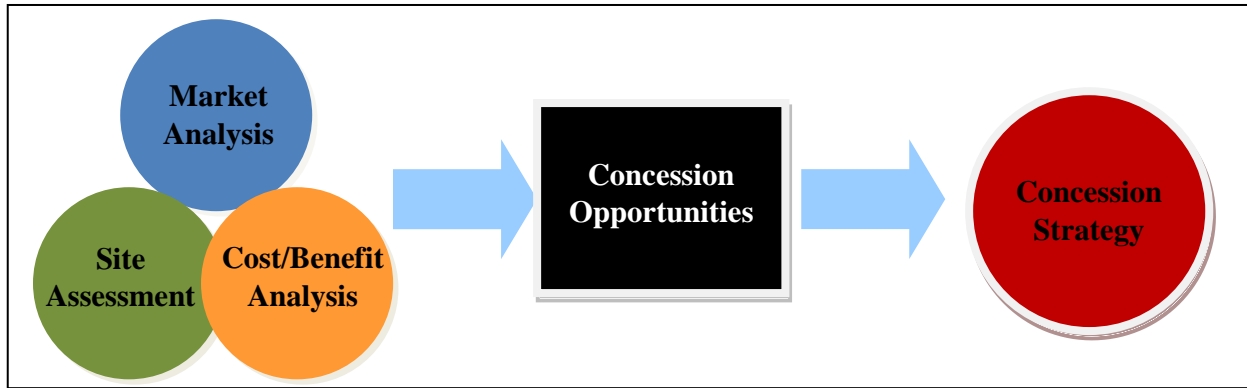 Market
Analysis
Site
Assessment
Cost/Benefit
Analysis
Concession
Opportunities
Concession
Strategy